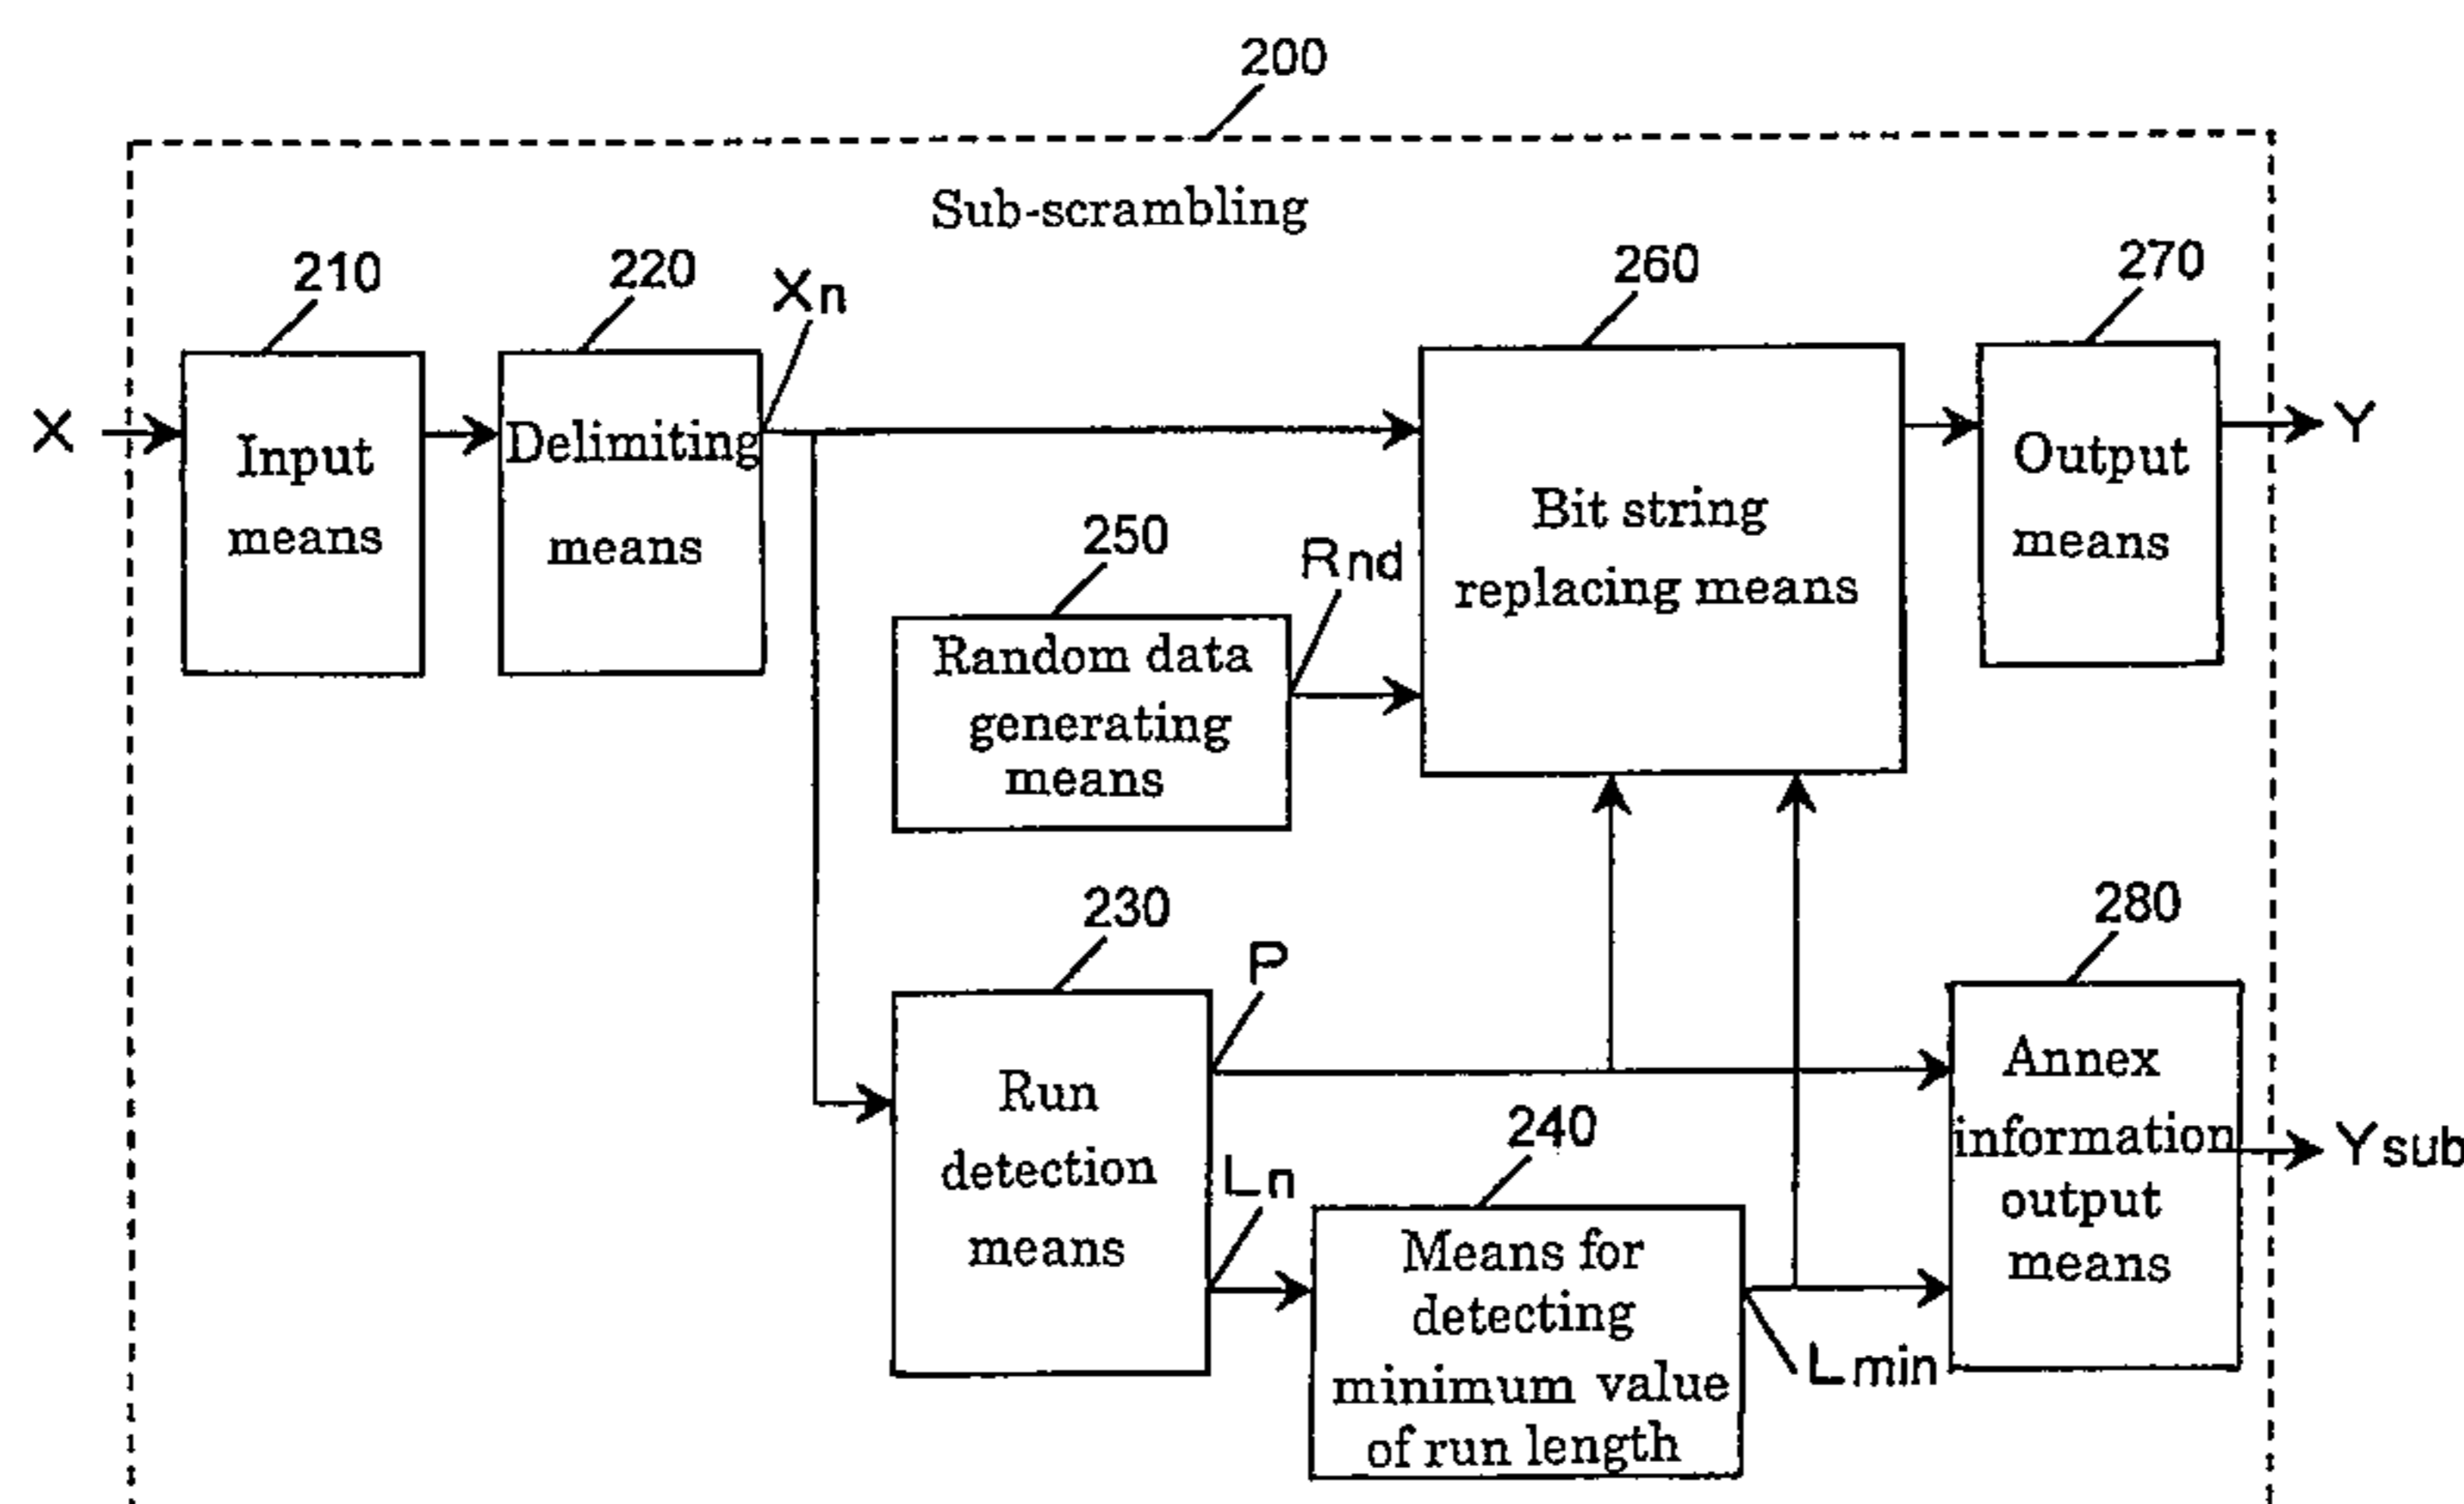 200
Sub-scrambling
210
220
Xn
260
270
X
Input
means
Delimiting
means
250
Rnd
Random data
generating
means
Bit string
replacing means
Output
means
Y
230
P
Ln
Run
detection
means
240
Means for
detecting
minimum value
of run length
Lmin
280
Annex
information
output
means
Ysub